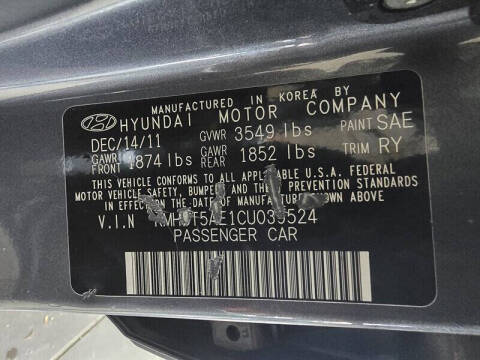 MANUFACTURED IN KOREA BY
HYUNDAI MOTOR COMPANY
DEC/14/11 GVWR 3549 lbs PAINT SAE
GAWR FRONT 1874 lbs GAWR REAR 1852 lbs TRIM RY
THIS VEHICLE CONFORMS TO ALL APPLICABLE U.S.A. FEDERAL
MOTOR VEHICLE SAFETY, BUMPER, AND THEFT PREVENTION STANDARDS
IN EFFECT ON THE DATE OF MANUFACTURE SHOWN ABOVE
V.I.N
PASSENGER CAR